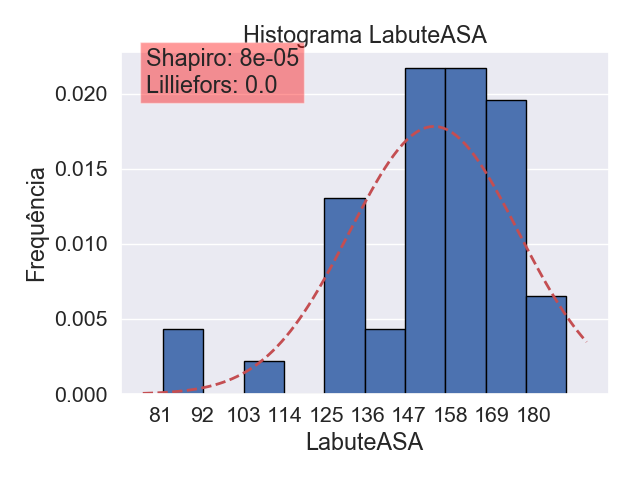 Histograma LabuteASA
Shapiro: 8e-05
Lilliefors: 0.0
Frequência
0.020
0.015
0.010
0.005
0.000
81 92 103 114 125 136 147 158 169 180
LabuteASA